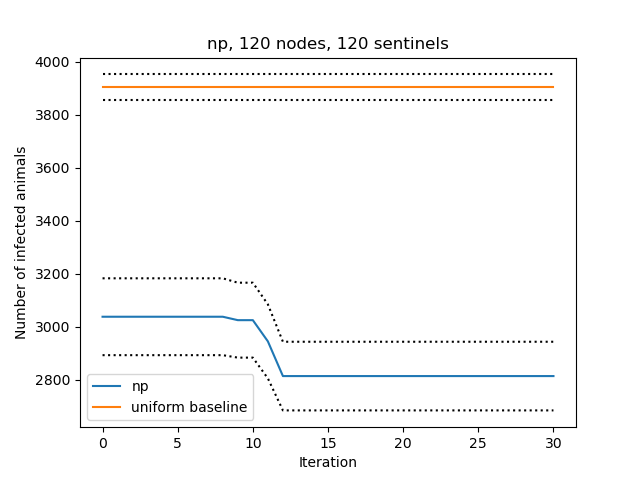 np, 120 nodes, 120 sentinels
Number of infected animals
4000
3800
3600
3400
3200
3000
2800
np
uniform baseline
0 5 10 15 20 25 30
Iteration